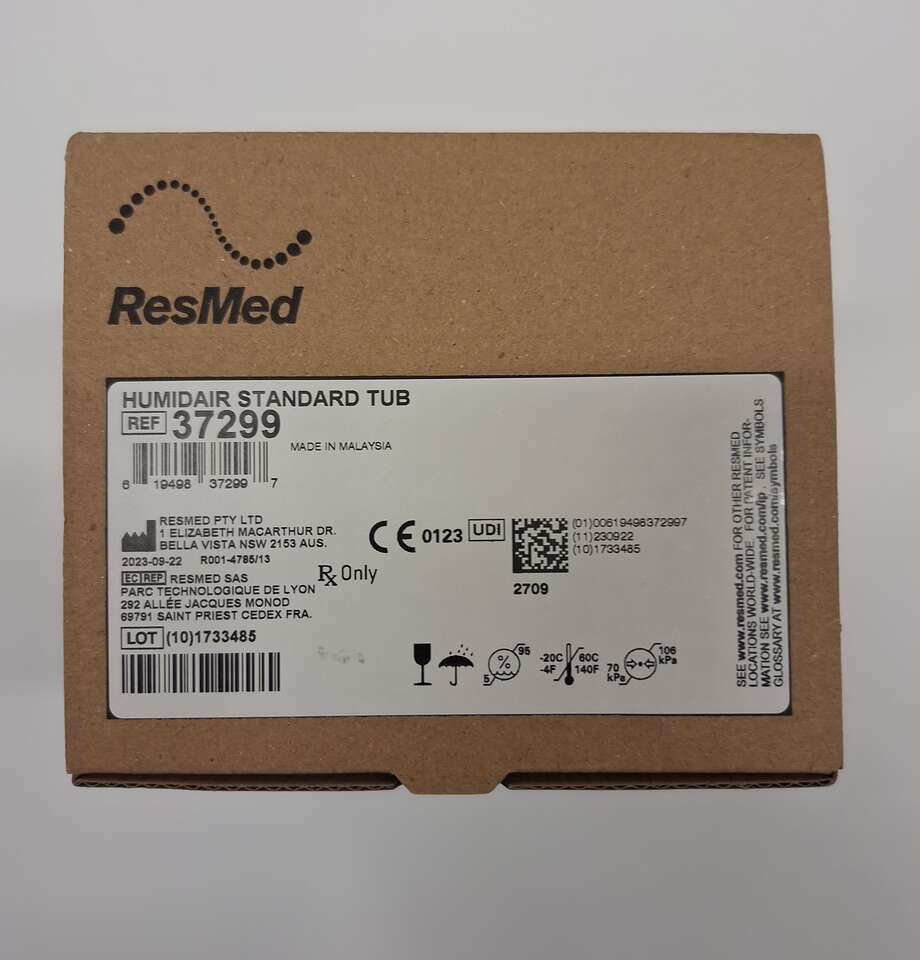 ResMed
HUMIDAIR STANDARD TUB
REF 37299
MADE IN MALAYSIA
6 19498 37299 7
RESMED PTY LTD
1 ELIZABETH MACARTHUR DR.
BELLA VISTA NSW 2153 AUS.
2023-09-22 R001-4785/13
EC REP RESMED SAS
PARC TECHNOLOGIQUE DE LYON
292 ALLÉE JACQUES MONOD
69791 SAINT PRIEST CEDEX FRA.
Rx Only
LOT (10)1733485
CE 0123 UDI
(01)00619498372997
(11)230922
(10)1733485
2709
5 % 95
-20C 60C
-4F 140F
70 kPa 106 kPa
SEE www.resmed.com FOR OTHER RESMED
LOCATIONS WORLD-WIDE. FOR PATENT INFOR-
MATION SEE www.resmed.com/ip . SEE SYMBOLS
GLOSSARY AT www.resmed.com/symbols